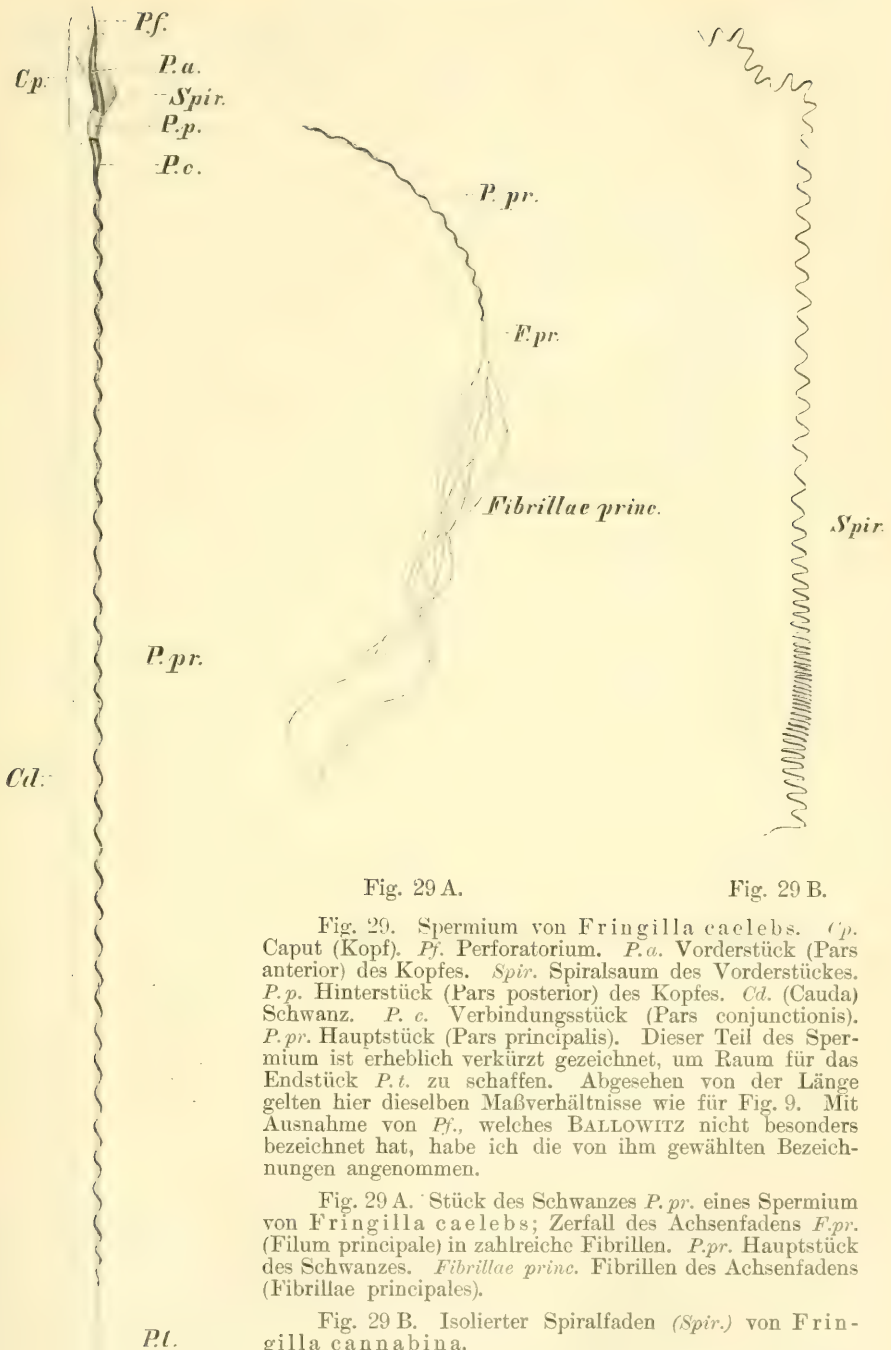 Pf.
P.a.
Cp.
Spir.
P.p.
P.c.
P. pr.
F.pr.
Fibrillae princ.
Spir.
P.pr.
Cd.
Fig. 29 A.
Fig. 29 B.
Fig. 29. Spermium von Fringilla caelebs. Cp.
Caput (Kopf). Pf. Perforatorium. P.a. Vorderstück (Pars
anterior) des Kopfes. Spir. Spiralsaum des Vorderstückes.
P.p. Hinterstück (Pars posterior) des Kopfes. Cd. (Cauda)
Schwanz. P. c. Verbindungsstück (Pars conjunctionis).
P.pr. Hauptstück (Pars principalis). Dieser Teil des Sper-
mium ist erheblich verkürzt gezeichnet, um Raum für das
Endstück P.t. zu schaffen. Abgesehen von der Länge
gelten hier dieselben Maßverhältnisse wie für Fig. 9. Mit
Ausnahme von Pf., welches BALLOWITZ nicht besonders
bezeichnet hat, habe ich die von ihm gewählten Bezeich-
nungen angenommen.
Fig. 29 A. Stück des Schwanzes P. pr. eines Spermium
von Fringilla caelebs; Zerfall des Achsenfadens F.pr.
(Filum principale) in zahlreiche Fibrillen. P.pr. Hauptstück
des Schwanzes. Fibrillae princ. Fibrillen des Achsenfadens
(Fibrillae principales).
Fig. 29 B. Isolierter Spiralfaden (Spir.) von Frin-
gilla cannabina.
P.t.